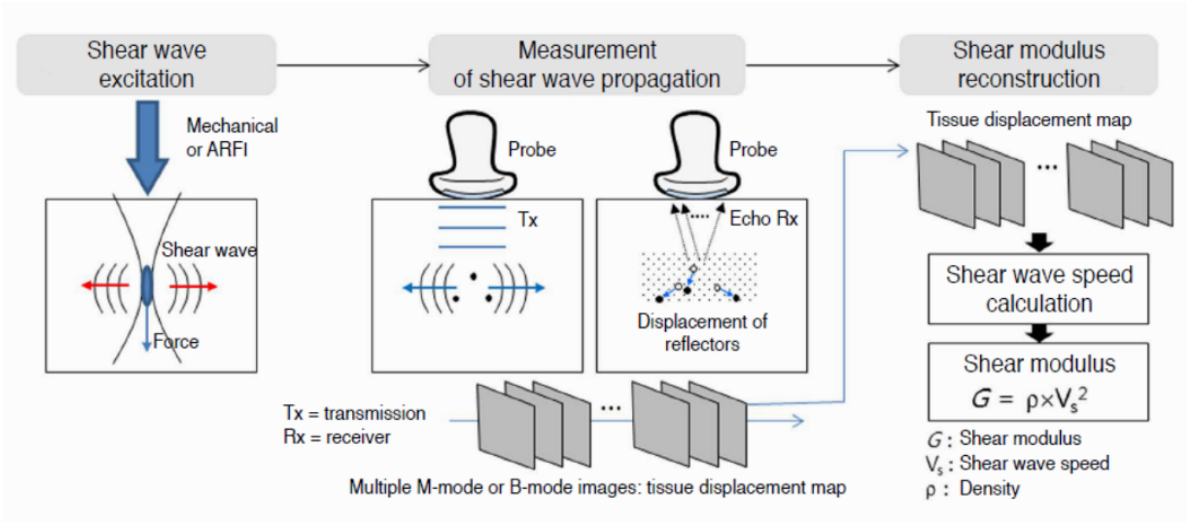 Shear wave
excitation
Measurement
of shear wave propagation
Shear modulus
reconstruction
Mechanical
or ARFI
Shear wave
Force
Probe
Tx
Probe
Echo Rx
Displacement of
reflectors
Tx = transmission
Rx = receiver
...
Multiple M-mode or B-mode images: tissue displacement map
Tissue displacement map
...
Shear wave speed
calculation
Shear modulus
G = ρ×Vₛ²
G : Shear modulus
Vₛ : Shear wave speed
ρ : Density